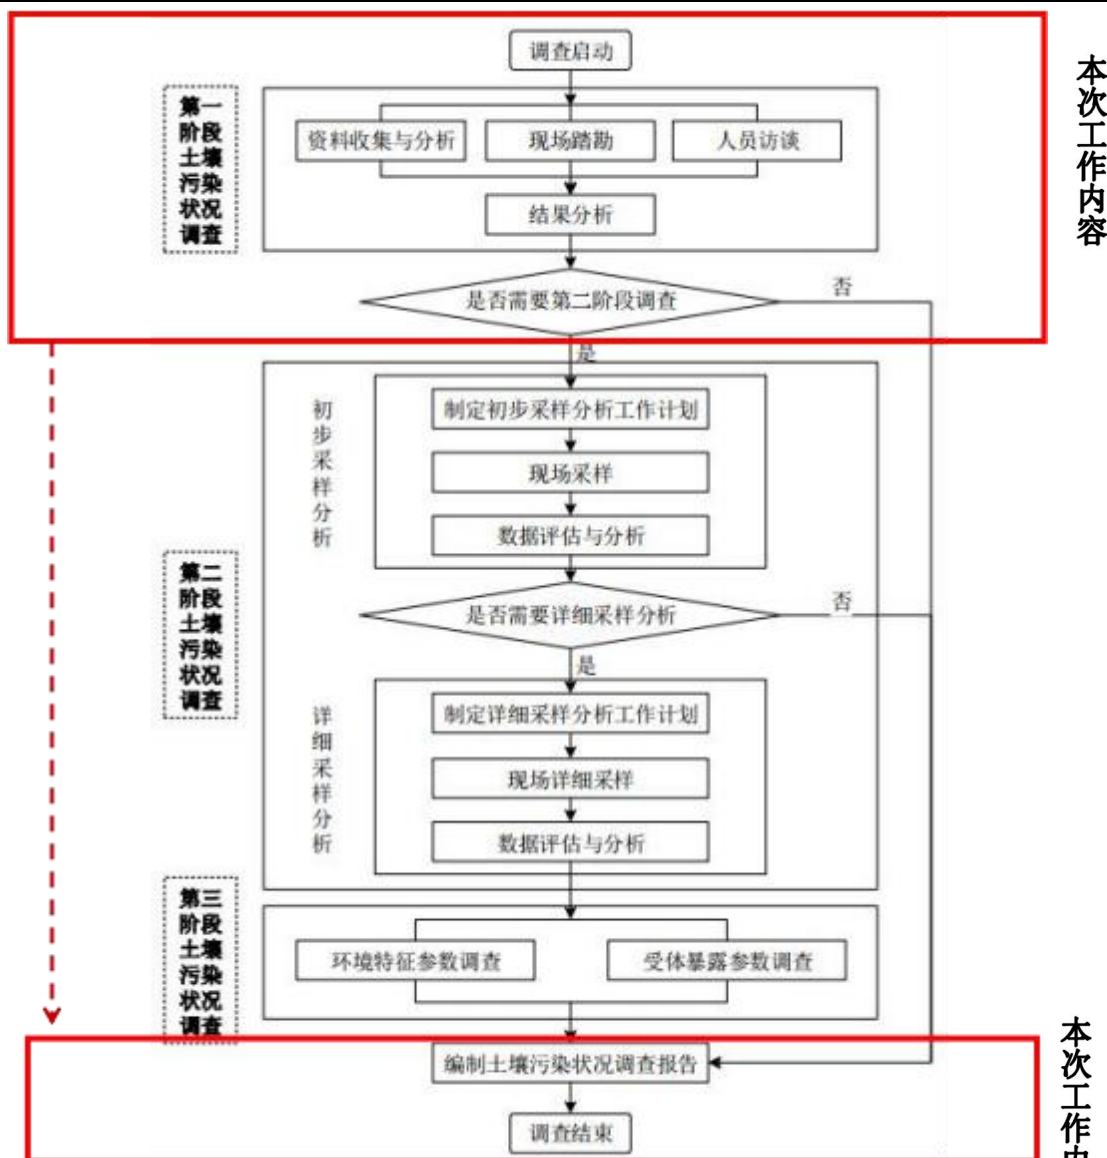 调查启动
本次工作内容
第一
阶段
土壤
污染
状况
调查
资料收集与分析
现场踏勘
人员访谈
结果分析
是否需要第二阶段调查
否
是
初步采样分析
制定初步采样分析工作计划
现场采样
数据评估与分析
第二
阶段
土壤
污染
状况
调查
是否需要详细采样分析
否
是
详细采样分析
制定详细采样分析工作计划
现场详细采样
数据评估与分析
第三
阶段
土壤
污染
状况
调查
环境特征参数调查
受体暴露参数调查
编制土壤污染状况调查报告
调查结束
本次工作